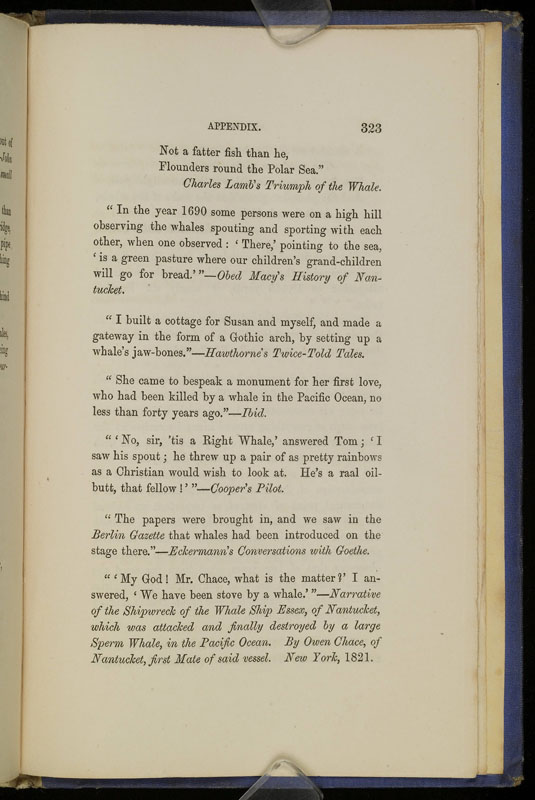 APPENDIX. 323
Not a fatter fish than he,
Flounders round the Polar Sea.”
Charles Lamb's Triumph of the Whale.
“ In the year 1690 some persons were on a high hill
observing the whales spouting and sporting with each
other, when one observed : ‘ There,’ pointing to the sea,
‘ is a green pasture where our children's grand-children
will go for bread.’ ”—Obed Macy's History of Nan-
tucket.
“ I built a cottage for Susan and myself, and made a
gateway in the form of a Gothic arch, by setting up a
whale's jaw-bones.”—Hawthorne's Twice-Told Tales.
“ She came to bespeak a monument for her first love,
who had been killed by a whale in the Pacific Ocean, no
less than forty years ago.”—Ibid.
“ ‘ No, sir, 'tis a Right Whale,’ answered Tom ; ‘ I
saw his spout ; he threw up a pair of as pretty rainbows
as a Christian would wish to look at. He's a raal oil-
butt, that fellow ! ’ ”—Cooper's Pilot.
“ The papers were brought in, and we saw in the
Berlin Gazette that whales had been introduced on the
stage there.”—Eckermann's Conversations with Goethe.
“ ‘ My God ! Mr. Chace, what is the matter ?’ I an-
swered, ‘ We have been stove by a whale.’ ”—Narrative
of the Shipwreck of the Whale Ship Essex, of Nantucket,
which was attacked and finally destroyed by a large
Sperm Whale, in the Pacific Ocean. By Owen Chace, of
Nantucket, first Mate of said vessel. New York, 1821.